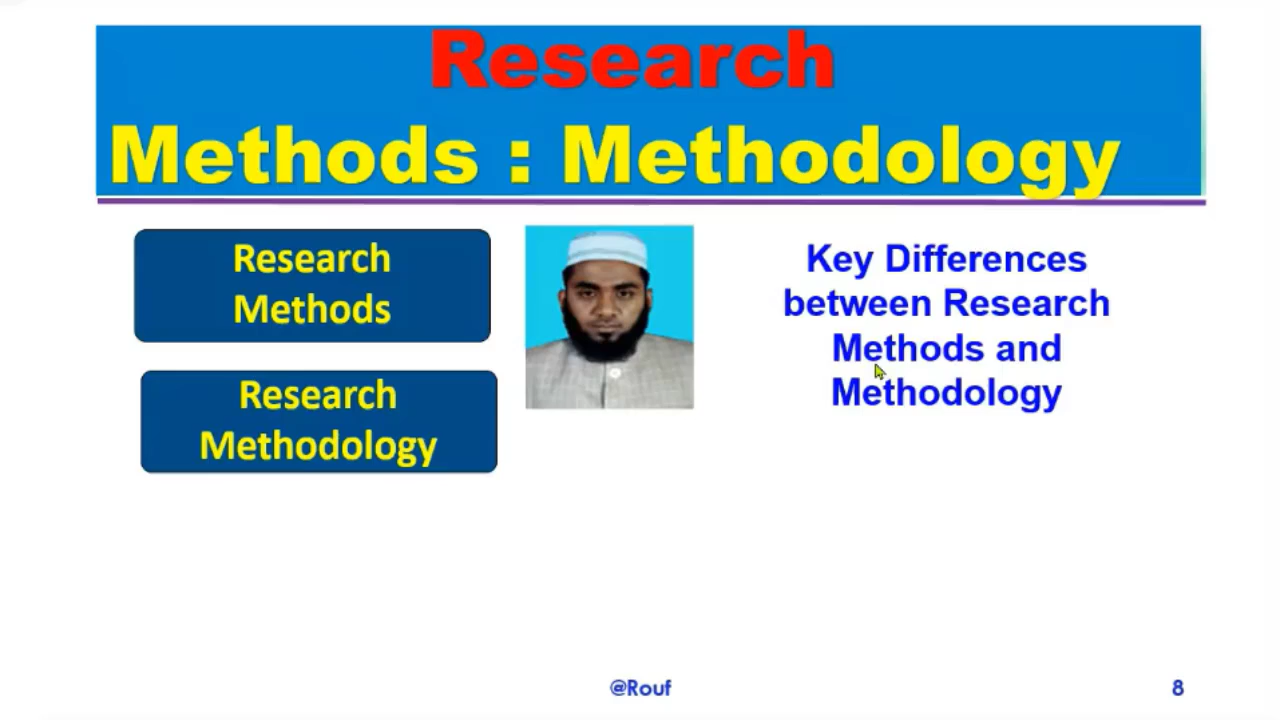 Research
Methods : Methodology
Research
Methods
Research
Methodology
Key Differences
between Research
Methods and
Methodology
@Rouf
8